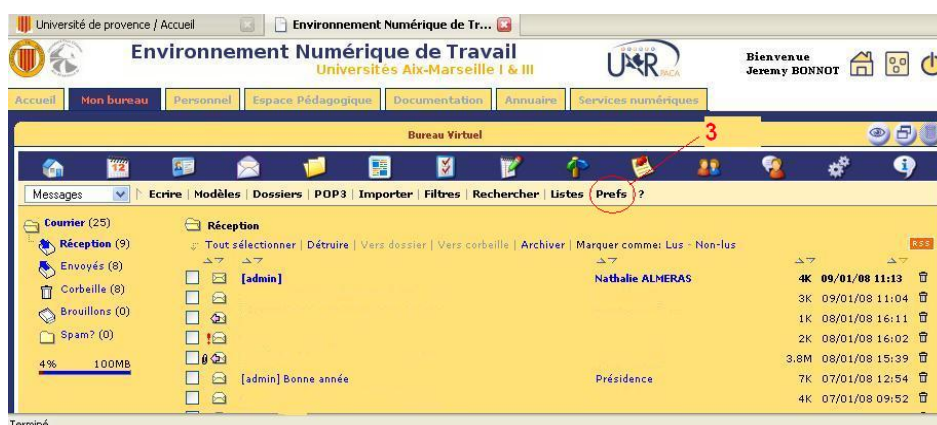 Université de provence / Accueil Environnement Numérique de Tr...
Environnement Numérique de Travail
Universités Aix-Marseille I & III
PACA
Bienvenue
Jeremy BONNOT
Accueil Mon bureau Personnel Espace Pédagogique Documentation Annuaire Services numériques
Bureau Virtuel
3
12
Messages Ecrire | Modèles | Dossiers | POP3 | Importer | Filtres | Rechercher | Listes | Prefs | ?
Courrier (25)
Réception (9)
Envoyés (8)
Corbeille (8)
Brouillons (0)
Spam? (0)
4% 100MB
Réception
Tout sélectionner | Détruire | Vers dossier | Vers corbeille | Archiver | Marquer comme: Lus - Non-lus
RSS
[admin] Nathalie ALMERAS 4K 09/01/08 11:13
3K 09/01/08 11:04
1K 08/01/08 16:11
2K 08/01/08 16:02
3.8M 08/01/08 15:39
[admin] Bonne année Présidence 7K 07/01/08 12:54
4K 07/01/08 09:52
Terminé